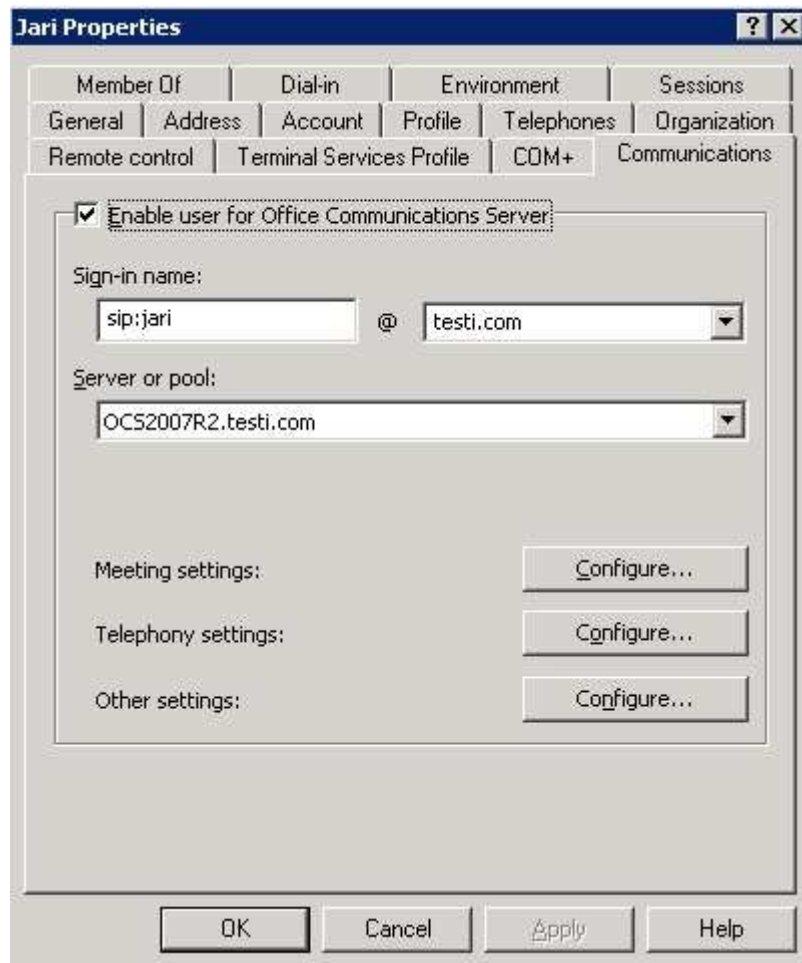 Jari Properties
Member Of Dial-in Environment Sessions
General Address Account Profile Telephones Organization
Remote control Terminal Services Profile COM+ Communications
Enable user for Office Communications Server
Sign-in name:
sip:jari @ testi.com
Server or pool:
OCS2007R2.testi.com
Meeting settings: Configure...
Telephony settings: Configure...
Other settings: Configure...
OK Cancel Apply Help